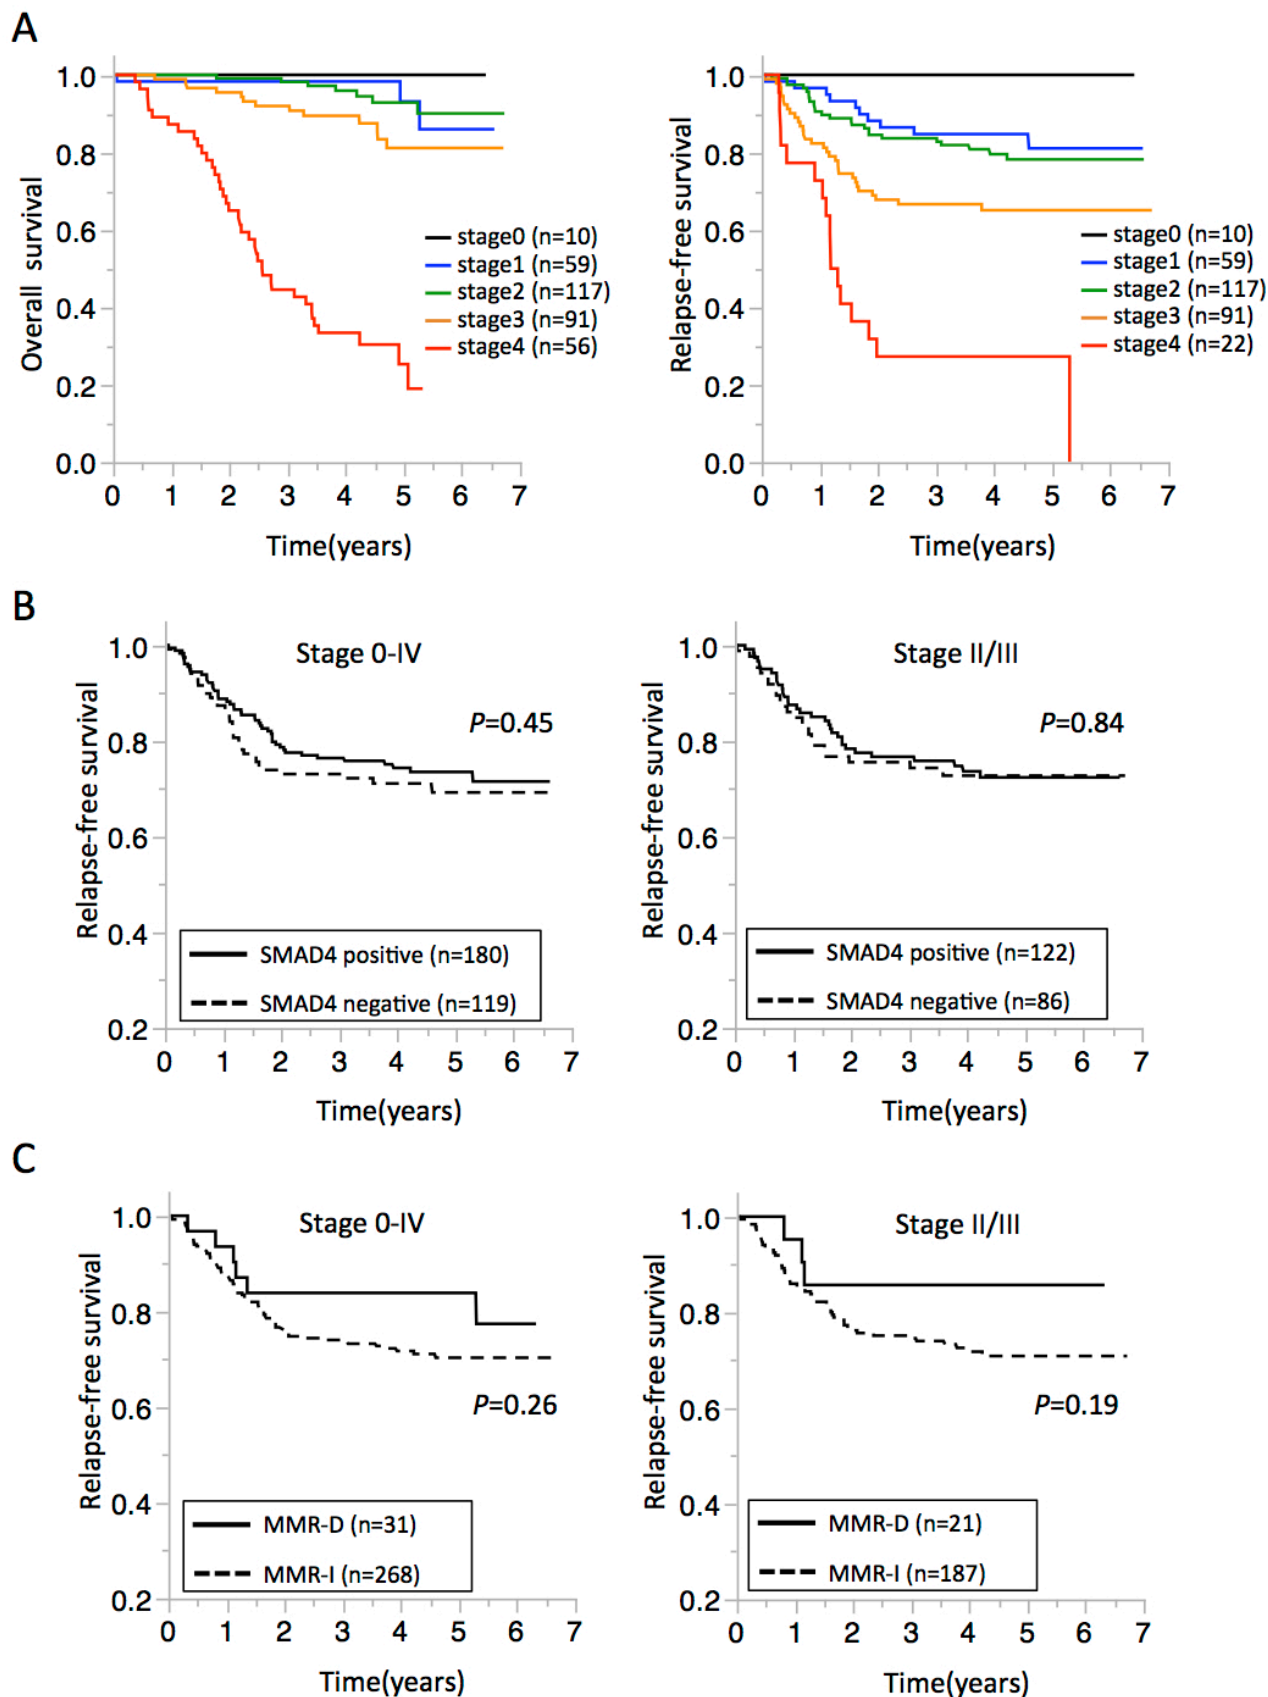 A
Overall survival
1.0
0.8
0.6
0.4
0.2
0.0
0 1 2 3 4 5 6 7
Time(years)
stage0 (n=10)
stage1 (n=59)
stage2 (n=117)
stage3 (n=91)
stage4 (n=56)
Relapse-free survival
1.0
0.8
0.6
0.4
0.2
0.0
0 1 2 3 4 5 6 7
Time(years)
stage0 (n=10)
stage1 (n=59)
stage2 (n=117)
stage3 (n=91)
stage4 (n=22)
B
Relapse-free survival
1.0
0.8
0.6
0.4
0.2
Stage 0-IV
P=0.45
SMAD4 positive (n=180)
SMAD4 negative (n=119)
0 1 2 3 4 5 6 7
Time(years)
Relapse-free survival
1.0
0.8
0.6
0.4
0.2
Stage II/III
P=0.84
SMAD4 positive (n=122)
SMAD4 negative (n=86)
0 1 2 3 4 5 6 7
Time(years)
C
Relapse-free survival
1.0
0.8
0.6
0.4
0.2
Stage 0-IV
P=0.26
MMR-D (n=31)
MMR-I (n=268)
0 1 2 3 4 5 6 7
Time(years)
Relapse-free survival
1.0
0.8
0.6
0.4
0.2
Stage II/III
P=0.19
MMR-D (n=21)
MMR-I (n=187)
0 1 2 3 4 5 6 7
Time(years)